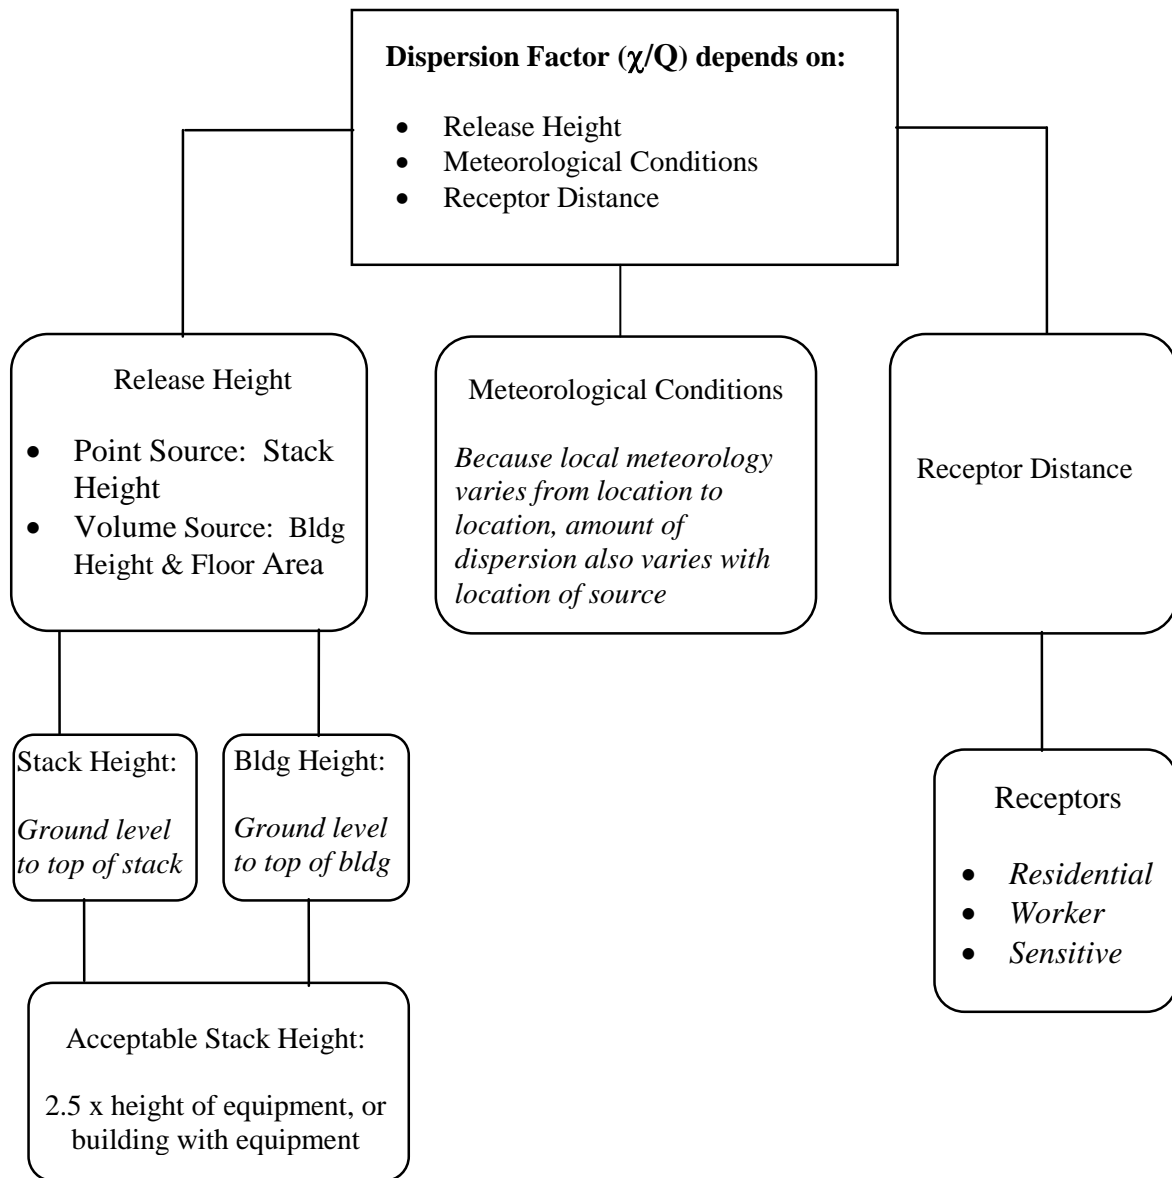 Dispersion Factor (χ/Q) depends on:
• Release Height
• Meteorological Conditions
• Receptor Distance
Release Height
• Point Source: Stack
Height
• Volume Source: Bldg
Height & Floor Area
Meteorological Conditions
Because local meteorology
varies from location to
location, amount of
dispersion also varies with
location of source
Receptor Distance
Stack Height:
Ground level
to top of stack
Bldg Height:
Ground level
to top of bldg
Receptors
• Residential
• Worker
• Sensitive
Acceptable Stack Height:
2.5 x height of equipment, or
building with equipment